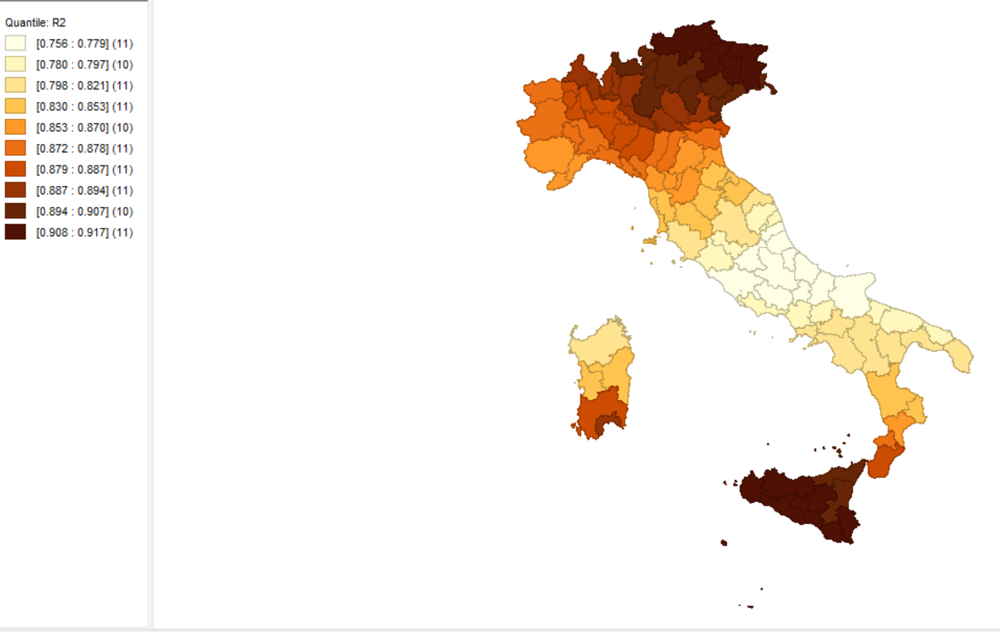 Quantile: R2
[0.756 : 0.779] (11)
[0.780 : 0.797] (10)
[0.798 : 0.821] (11)
[0.830 : 0.853] (11)
[0.853 : 0.870] (10)
[0.872 : 0.878] (11)
[0.879 : 0.887] (11)
[0.887 : 0.894] (11)
[0.894 : 0.907] (10)
[0.908 : 0.917] (11)